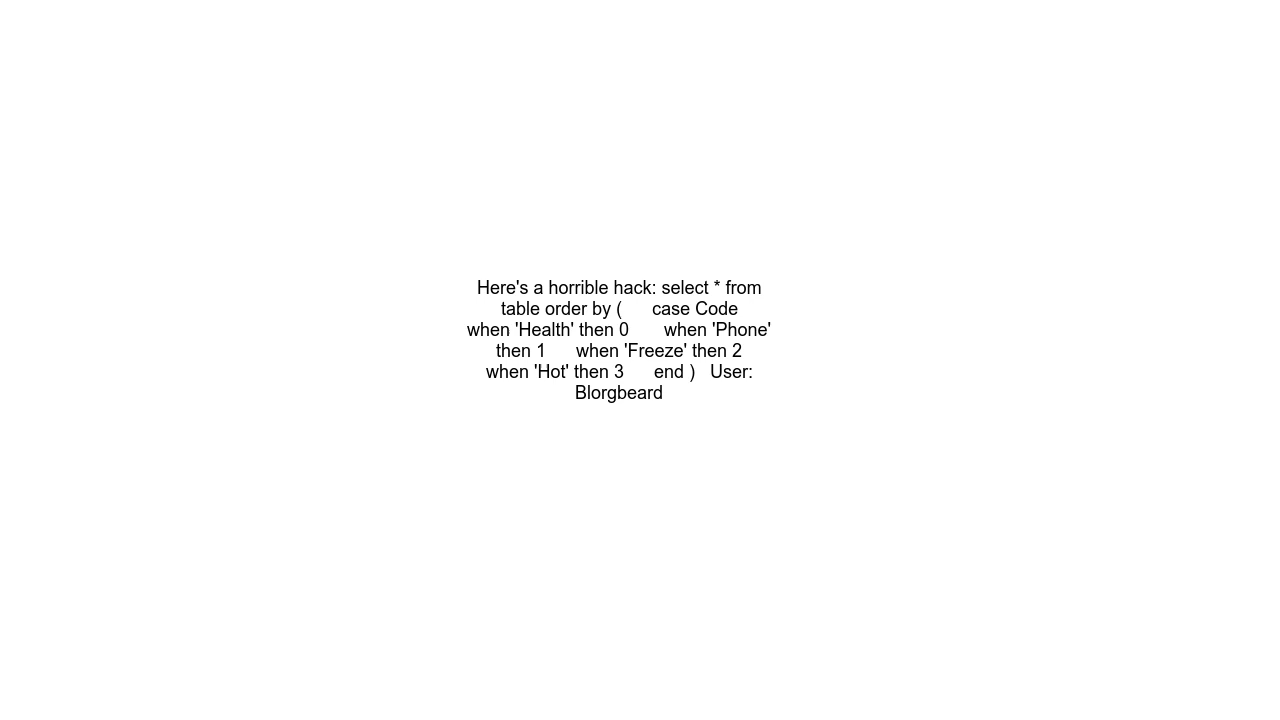 Here's a horrible hack: select * from
table order by (      case Code
when 'Health' then 0       when 'Phone'
then 1      when 'Freeze' then 2
when 'Hot' then 3      end )   User:
Blorgbeard